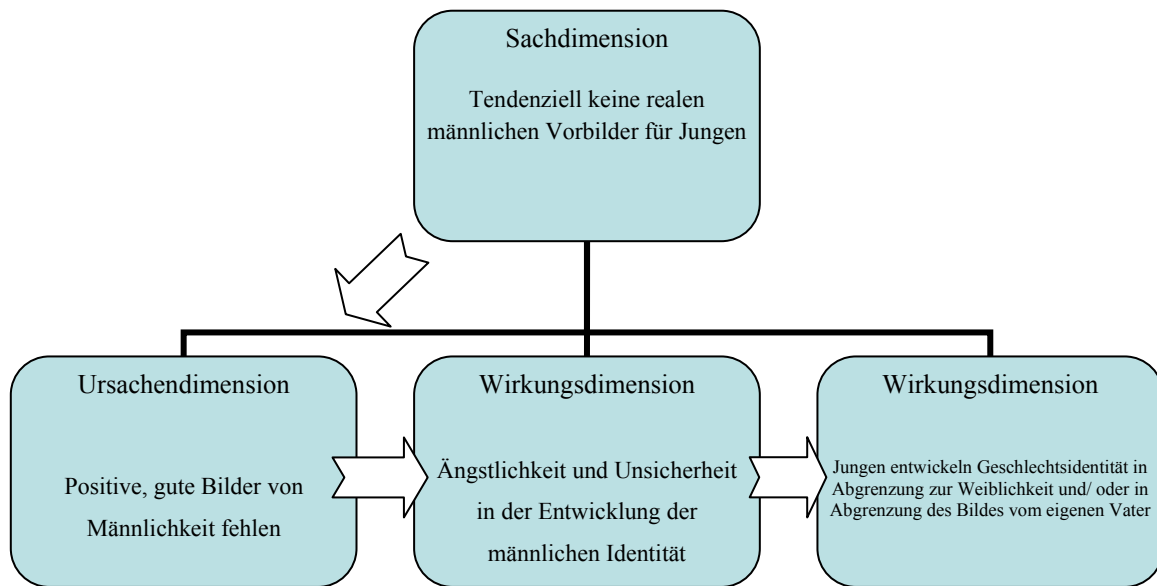 Sachdimension
Tendenziell keine realen
männlichen Vorbilder für Jungen
Ursachendimension
Positive, gute Bilder von
Männlichkeit fehlen
Wirkungsdimension
Ängstlichkeit und Unsicherheit
in der Entwicklung der
männlichen Identität
Wirkungsdimension
Jungen entwickeln Geschlechtsidentität in
Abgrenzung zur Weiblichkeit und/ oder in
Abgrenzung des Bildes vom eigenen Vater